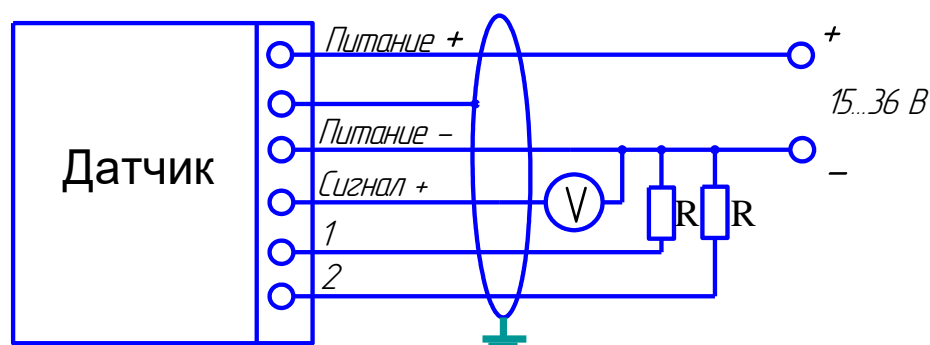 Питание +
+
15...36 В
Датчик
Питание -
-
Сигнал +
V
R
R
1
2